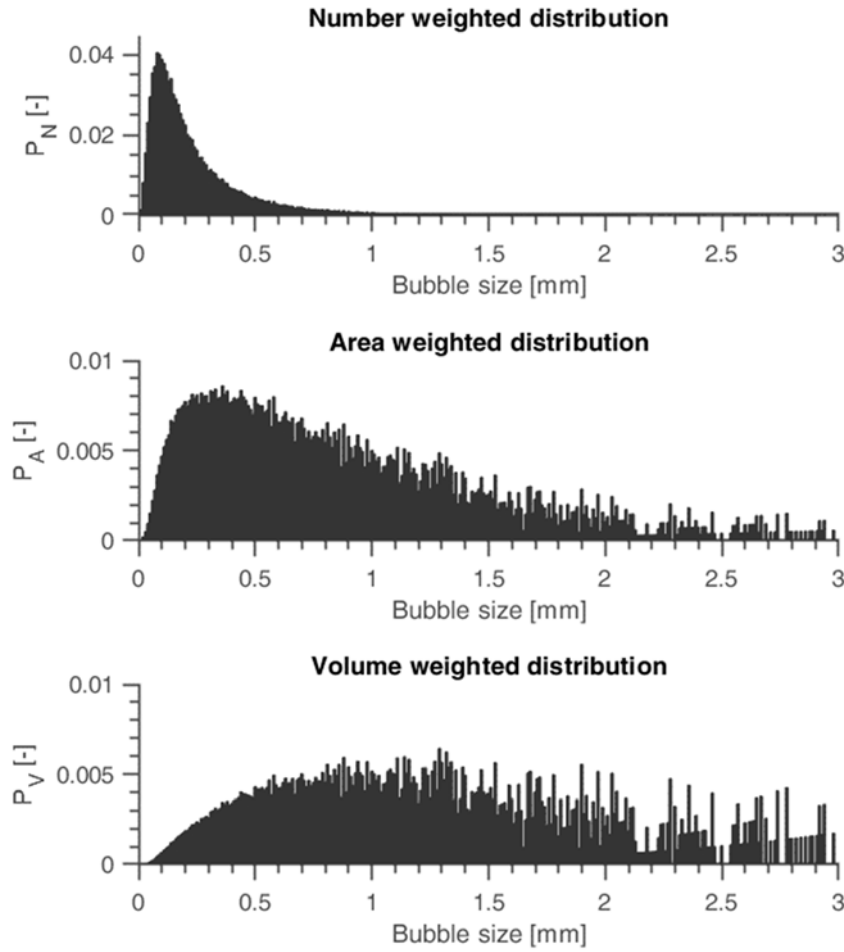 Number weighted distribution
0.04
0.02
0
P_N [-]
0 0.5 1 1.5 2 2.5 3
Bubble size [mm]
Area weighted distribution
0.01
0.005
0
P_A [-]
0 0.5 1 1.5 2 2.5 3
Bubble size [mm]
Volume weighted distribution
0.01
0.005
0
P_V [-]
0 0.5 1 1.5 2 2.5 3
Bubble size [mm]